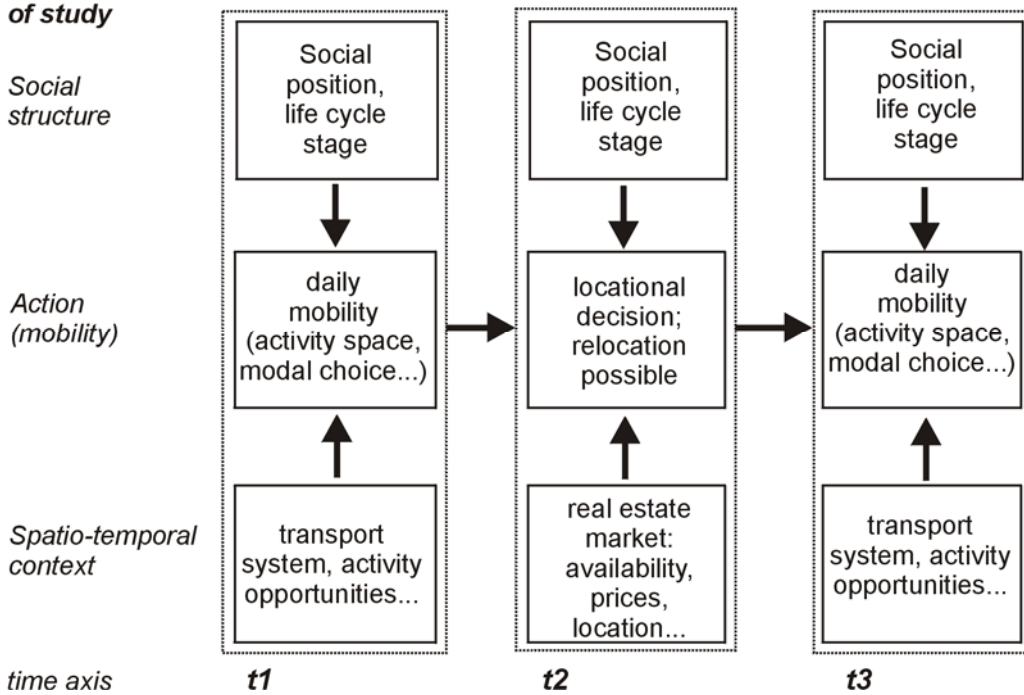 of study
Social
structure
Social
position,
life cycle
stage
Social
position,
life cycle
stage
Social
position,
life cycle
stage
Action
(mobility)
daily
mobility
(activity space,
modal choice...)
locational
decision;
relocation
possible
daily
mobility
(activity space,
modal choice...)
Spatio-temporal
context
transport
system, activity
opportunities...
real estate
market:
availability,
prices,
location...
transport
system, activity
opportunities...
time axis
t1
t2
t3